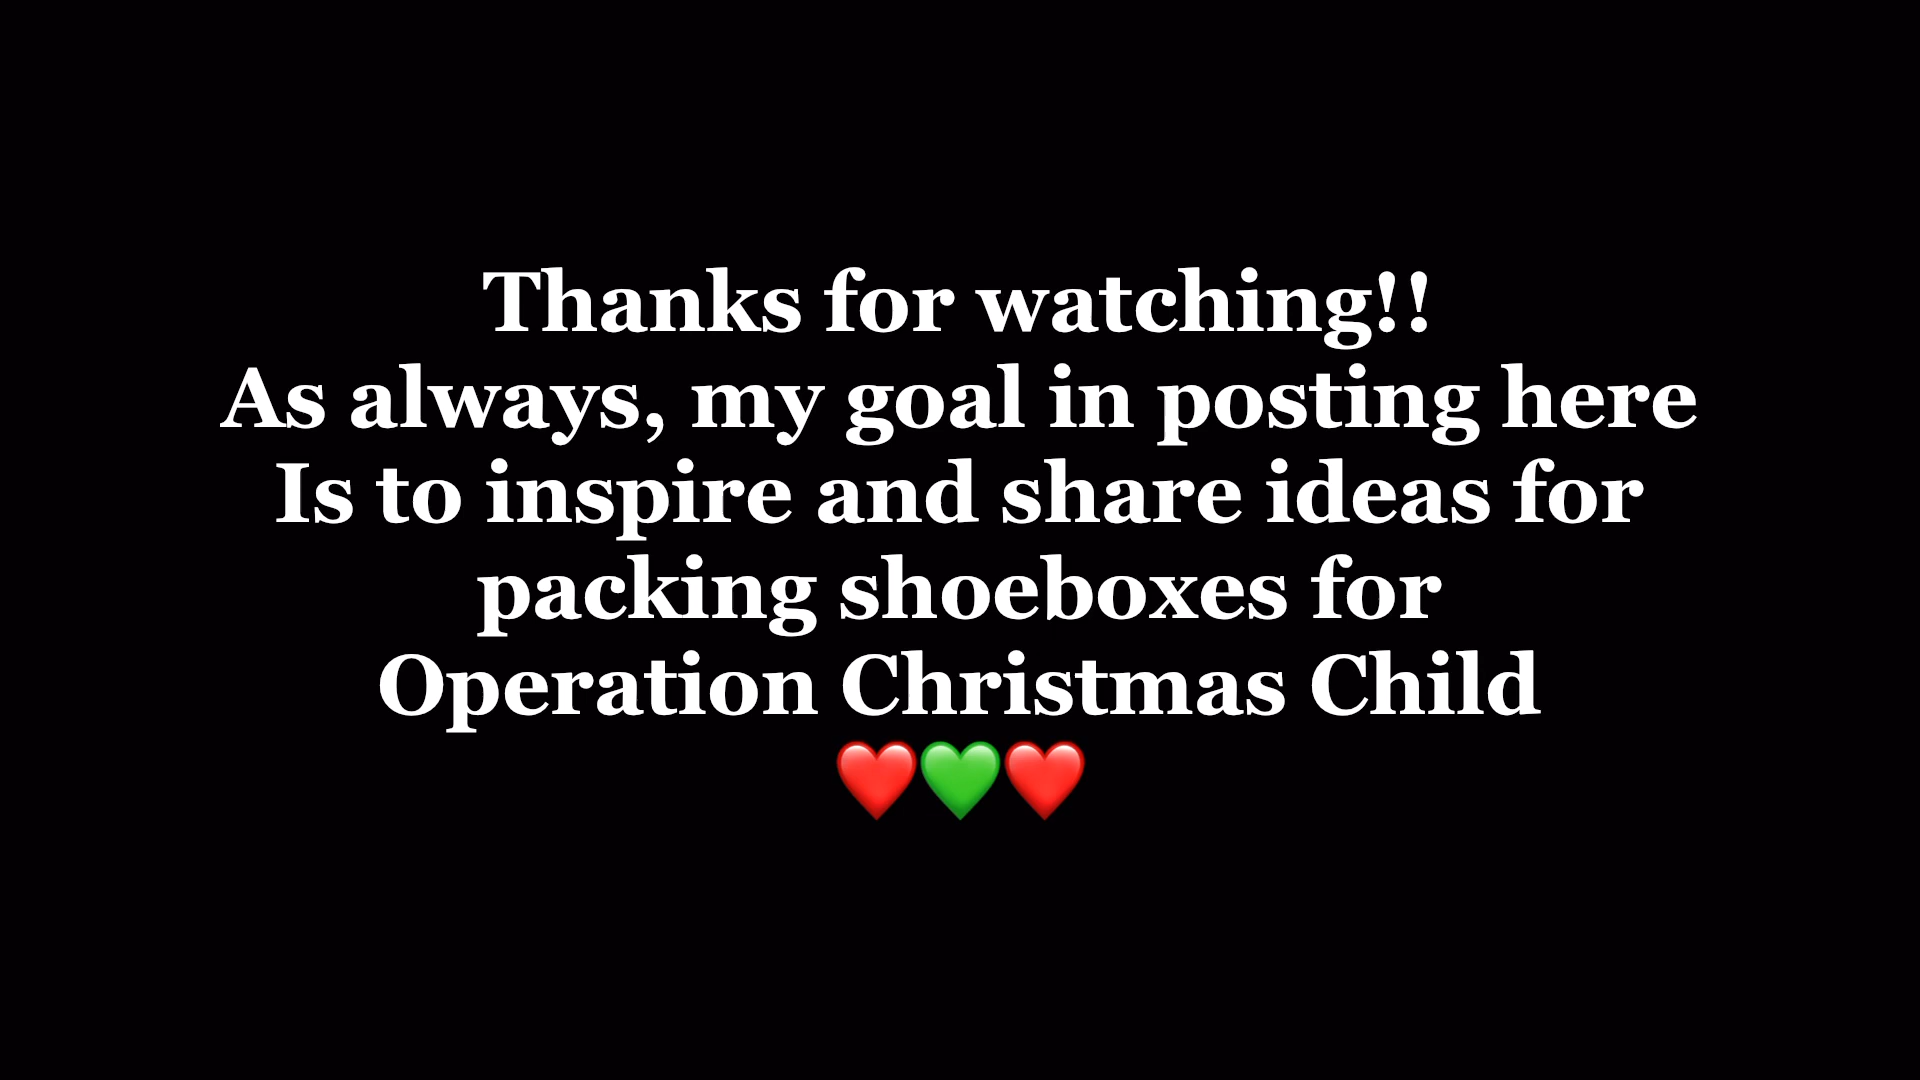 Thanks for watching!!
As always, my goal in posting here
Is to inspire and share ideas for
packing shoeboxes for
Operation Christmas Child
❤️💚❤️